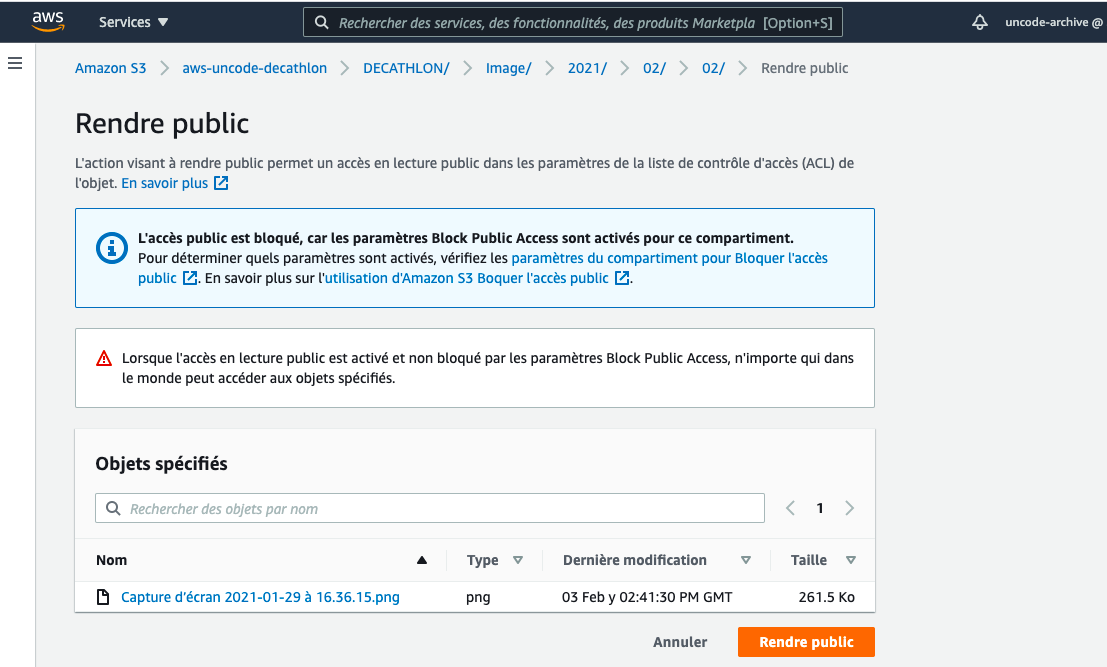 aws
Services
Rechercher des services, des fonctionnalités, des produits Marketpla [Option+S]
uncode-archive @
Amazon S3
aws-uncode-decathlon
DECATHLON/
Image/
2021/
02/
02/
Rendre public
Rendre public
L'action visant à rendre public permet un accès en lecture public dans les paramètres de la liste de contrôle d'accès (ACL) de
l'objet. En savoir plus
L'accès public est bloqué, car les paramètres Block Public Access sont activés pour ce compartiment.
Pour déterminer quels paramètres sont activés, vérifiez les paramètres du compartiment pour Bloquer l'accès
public. En savoir plus sur l'utilisation d'Amazon S3 Boquer l'accès public.
Lorsque l'accès en lecture public est activé et non bloqué par les paramètres Block Public Access, n'importe qui dans
le monde peut accéder aux objets spécifiés.
Objets spécifiés
Rechercher des objets par nom
1
Nom Type Dernière modification Taille
Capture d'écran 2021-01-29 à 16.36.15.png png 03 Feb y 02:41:30 PM GMT 261.5 Ko
Annuler Rendre public